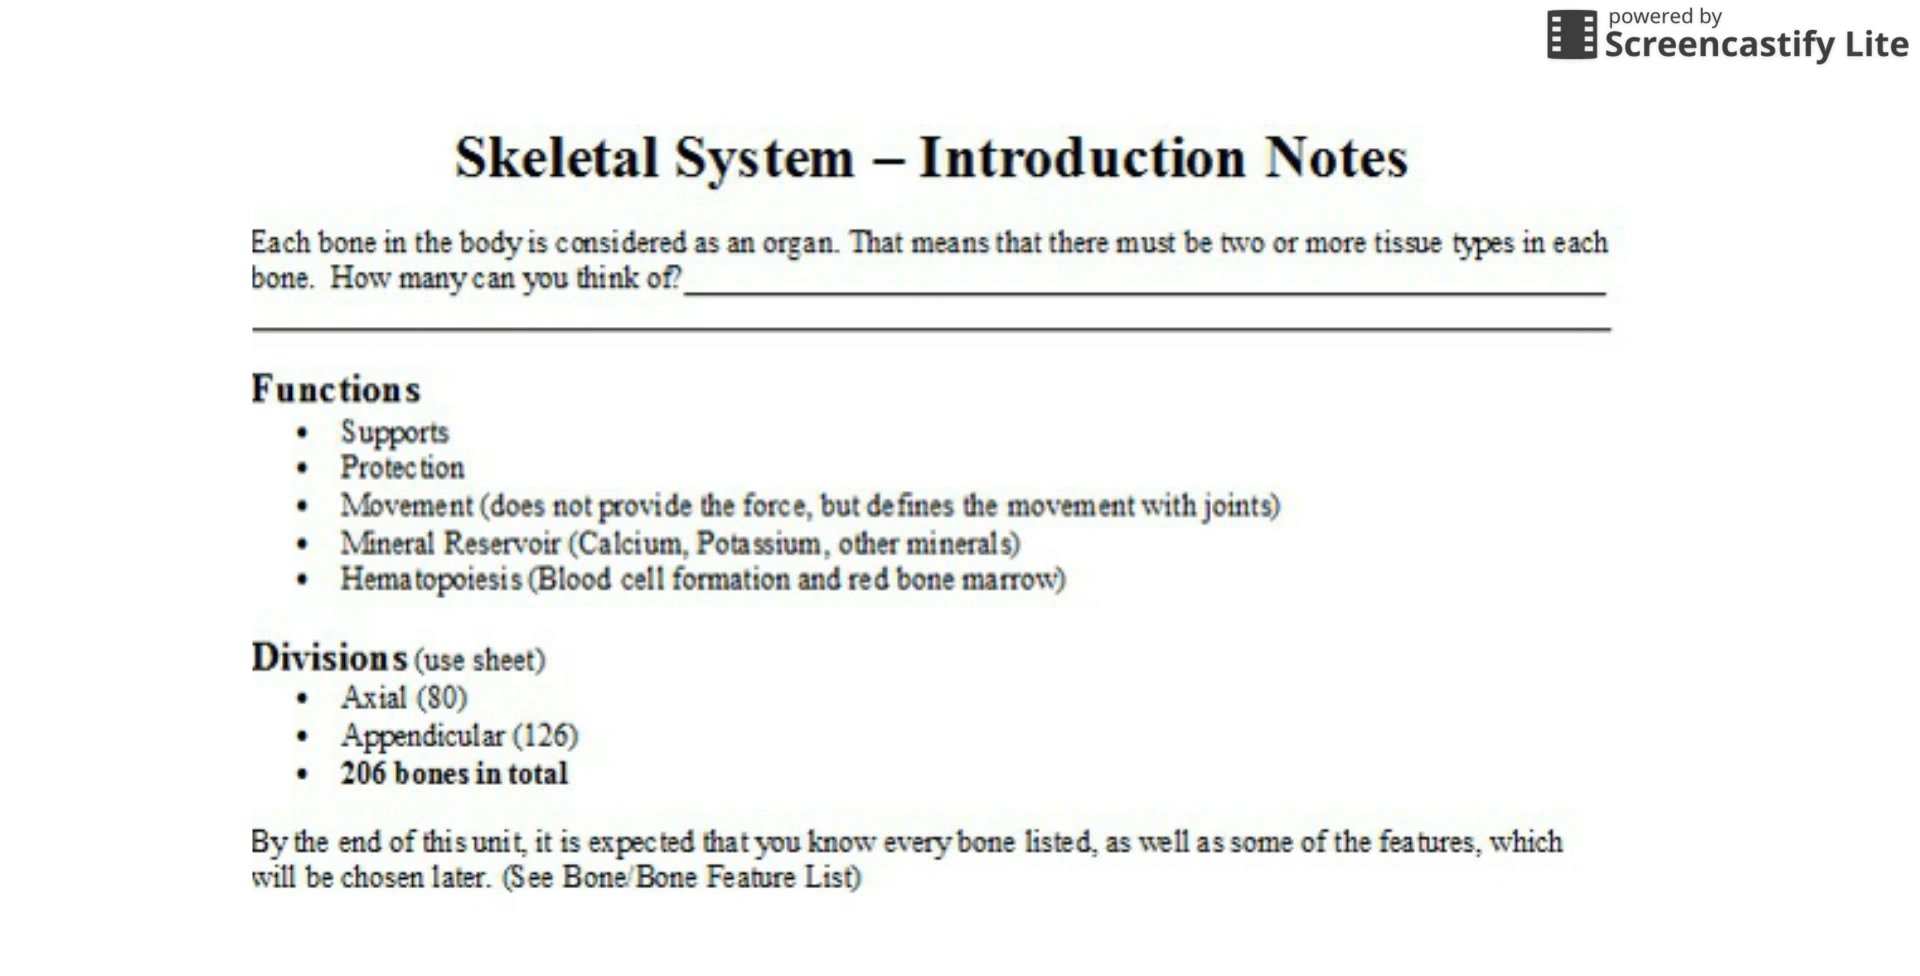 powered by
Screencastify Lite
Skeletal System – Introduction Notes
Each bone in the body is considered as an organ. That means that there must be two or more tissue types in each
bone. How many can you think of?
Functions
• Supports
• Protection
• Movement (does not provide the force, but defines the movement with joints)
• Mineral Reservoir (Calcium, Potassium, other minerals)
• Hematopoiesis (Blood cell formation and red bone marrow)
Divisions (use sheet)
• Axial (80)
• Appendicular (126)
• 206 bones in total
By the end of this unit, it is expected that you know every bone listed, as well as some of the features, which
will be chosen later. (See Bone/Bone Feature List)